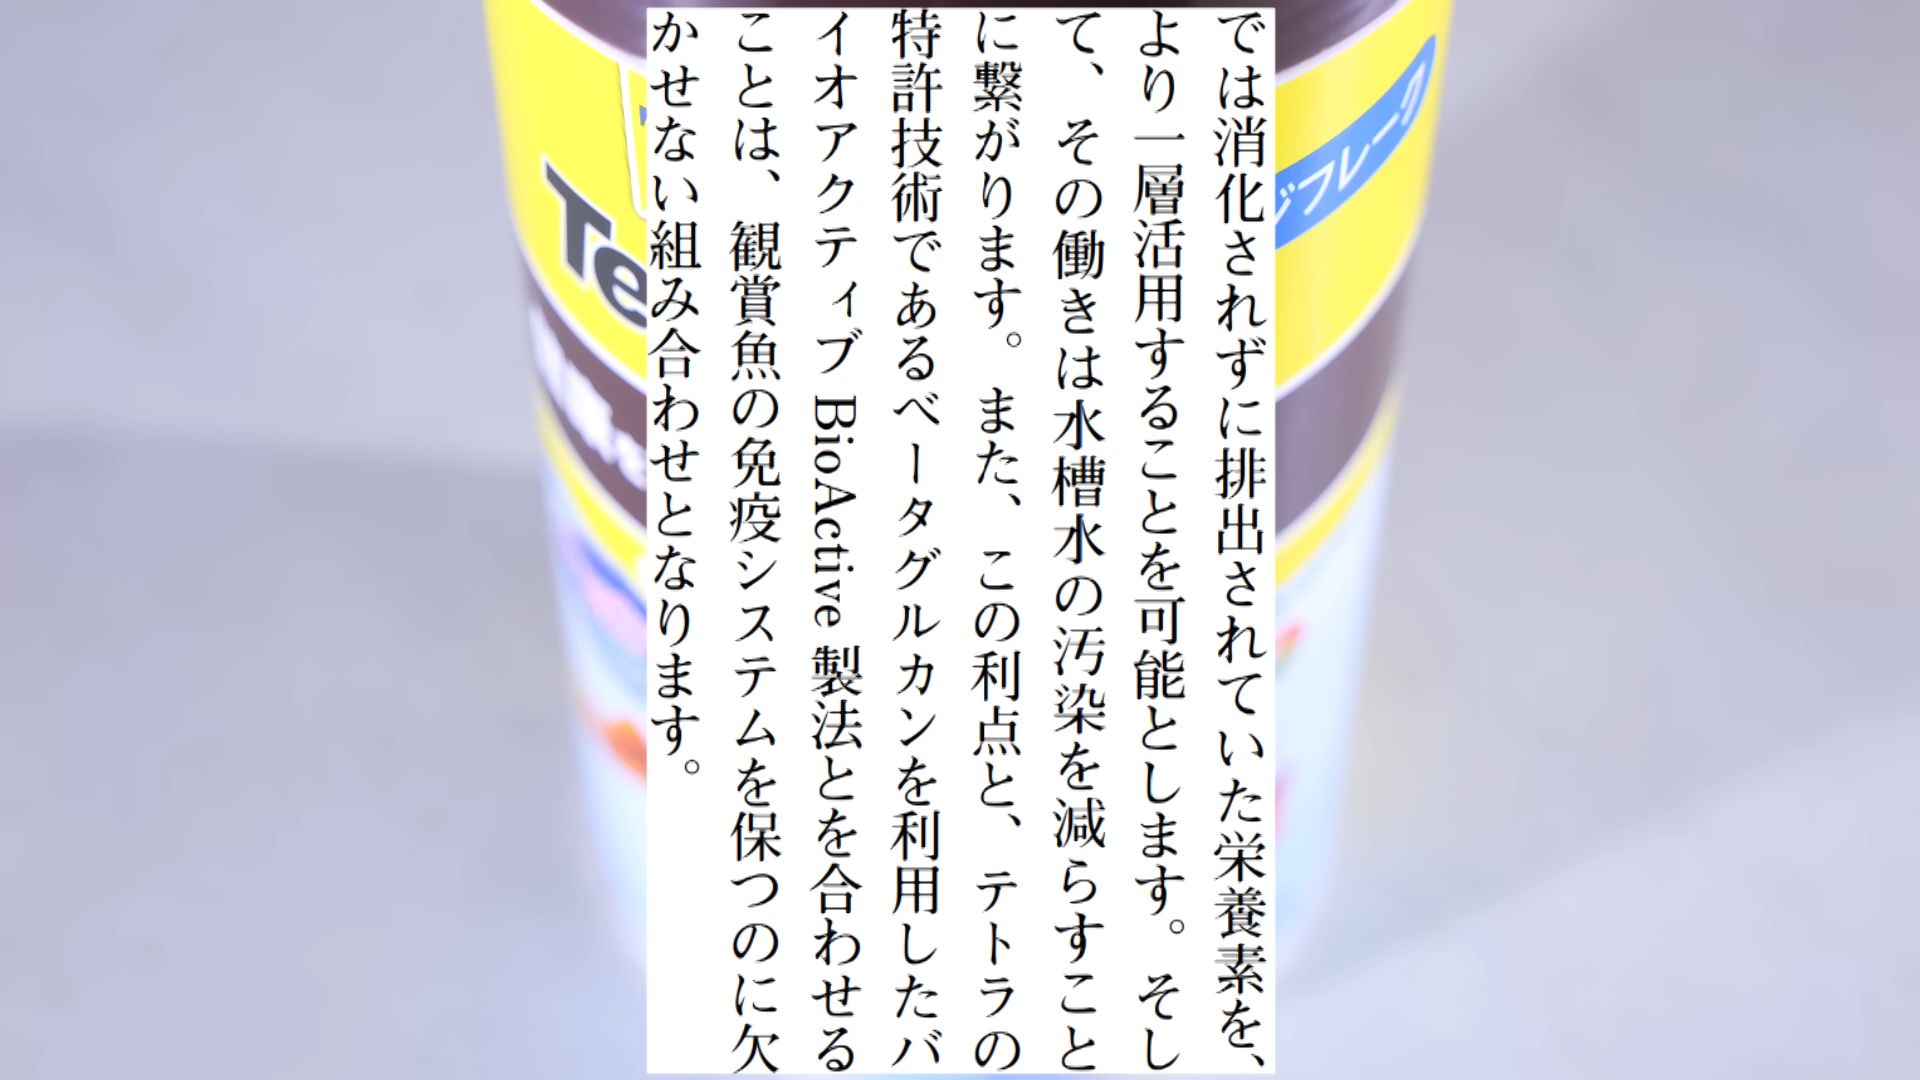 では消化されずに排出されていた栄養素を、
より一層活用することを可能とします。そし
て、その働きは水槽水の汚染を減らすこと
に繋がります。また、この利点と、テトラの
特許技術であるベータグルカンを利用したバ
イオアクティブ BioActive 製法とを合わせる
ことは、観賞魚の免疫システムを保つのに欠
かせない組み合わせとなります。
Te
ジフレーク